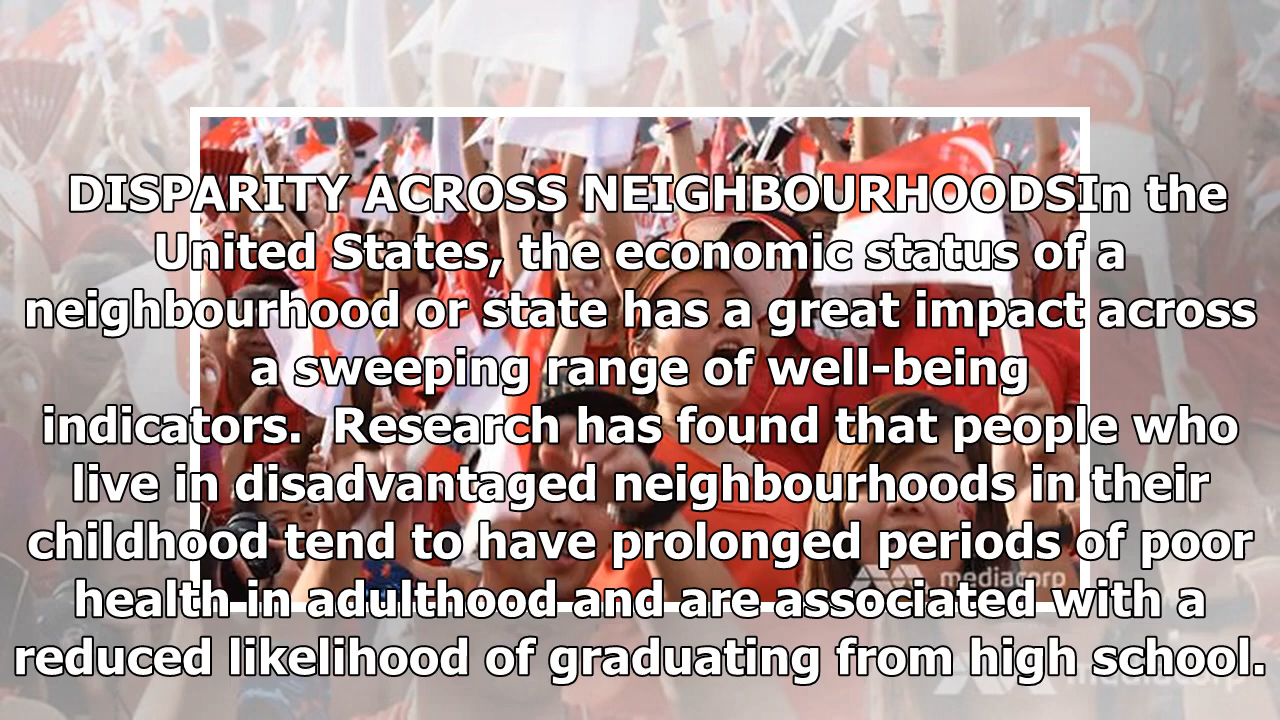 DISPARITY ACROSS NEIGHBOURHOODSIn the
United States, the economic status of a
neighbourhood or state has a great impact across
a sweeping range of well-being
indicators.  Research has found that people who
live in disadvantaged neighbourhoods in their
childhood tend to have prolonged periods of poor
mediacorp
health in adulthood and are associated with a
reduced likelihood of graduating from high school.
mediacorp